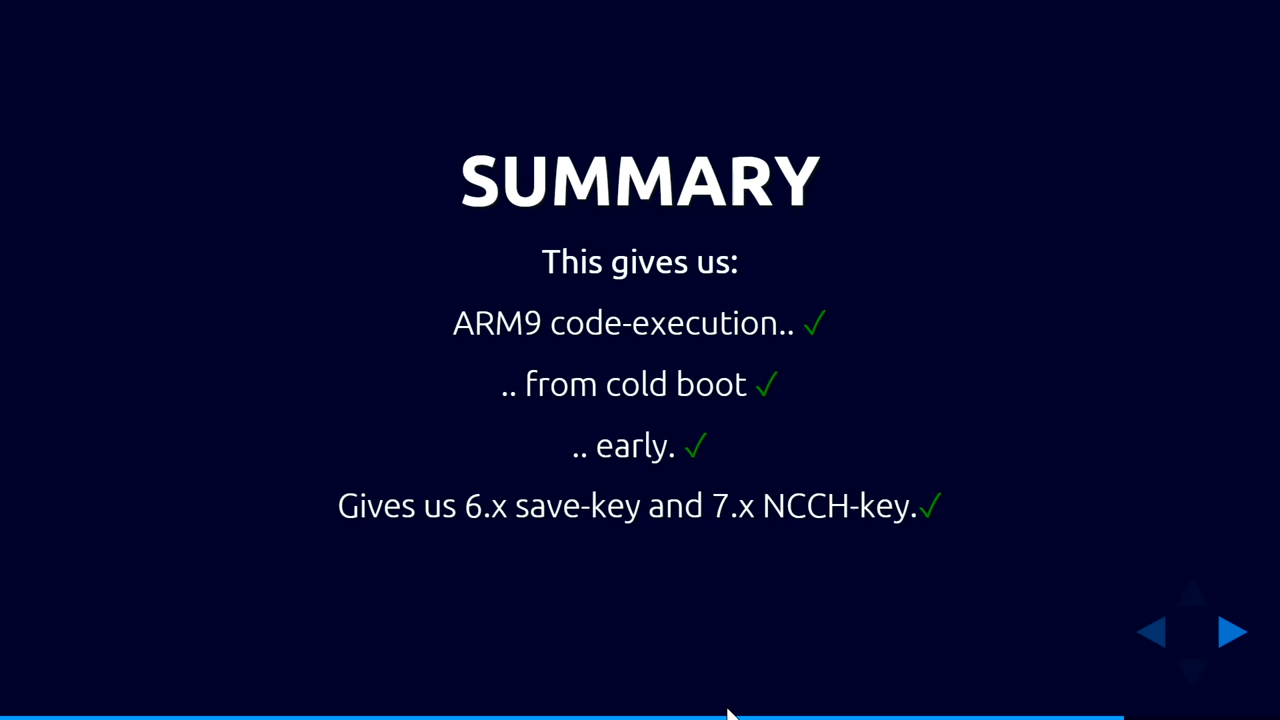 SUMMARY
This gives us:
ARM9 code-execution.. ✓
.. from cold boot ✓
.. early. ✓
Gives us 6.x save-key and 7.x NCCH-key.✓